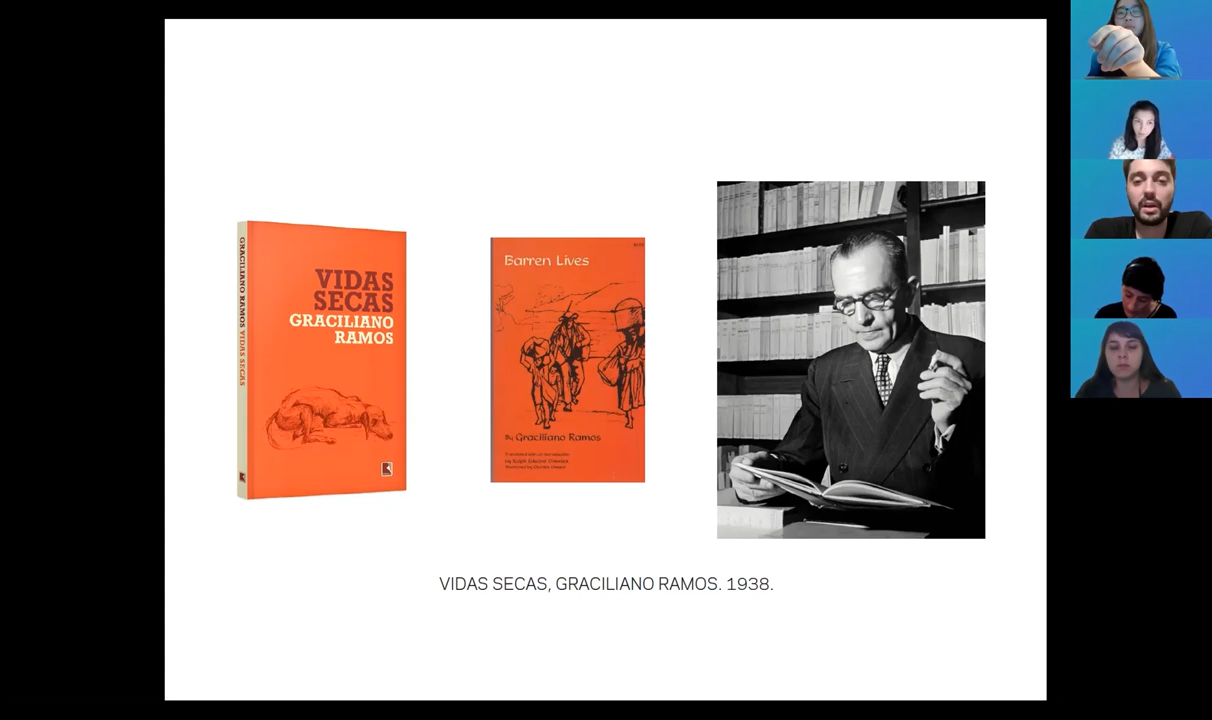 GRACILIANO RAMOS VIDAS SECAS
VIDAS
SECAS
GRACILIANO
RAMOS
Barren Lives
By Graciliano Ramos
VIDAS SECAS, GRACILIANO RAMOS. 1938.